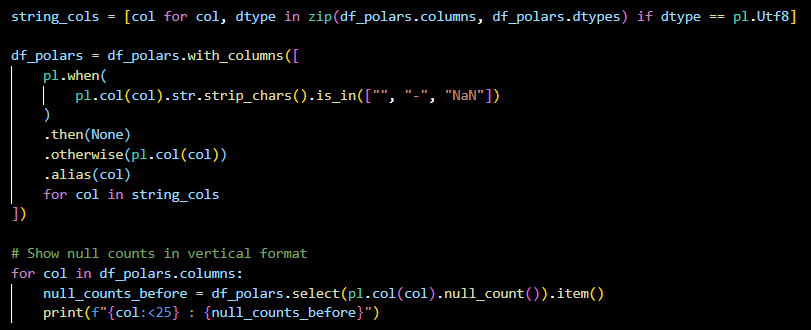 string_cols = [col for col, dtype in zip(df_polars.columns, df_polars.dtypes) if dtype == pl.Utf8]

df_polars = df_polars.with_columns([
    pl.when(
        pl.col(col).str.strip_chars().is_in(["", "-", "NaN"])
    )
    .then(None)
    .otherwise(pl.col(col))
    .alias(col)
    for col in string_cols
])

# Show null counts in vertical format
for col in df_polars.columns:
    null_counts_before = df_polars.select(pl.col(col).null_count()).item()
    print(f"{col:<25} : {null_counts_before}")